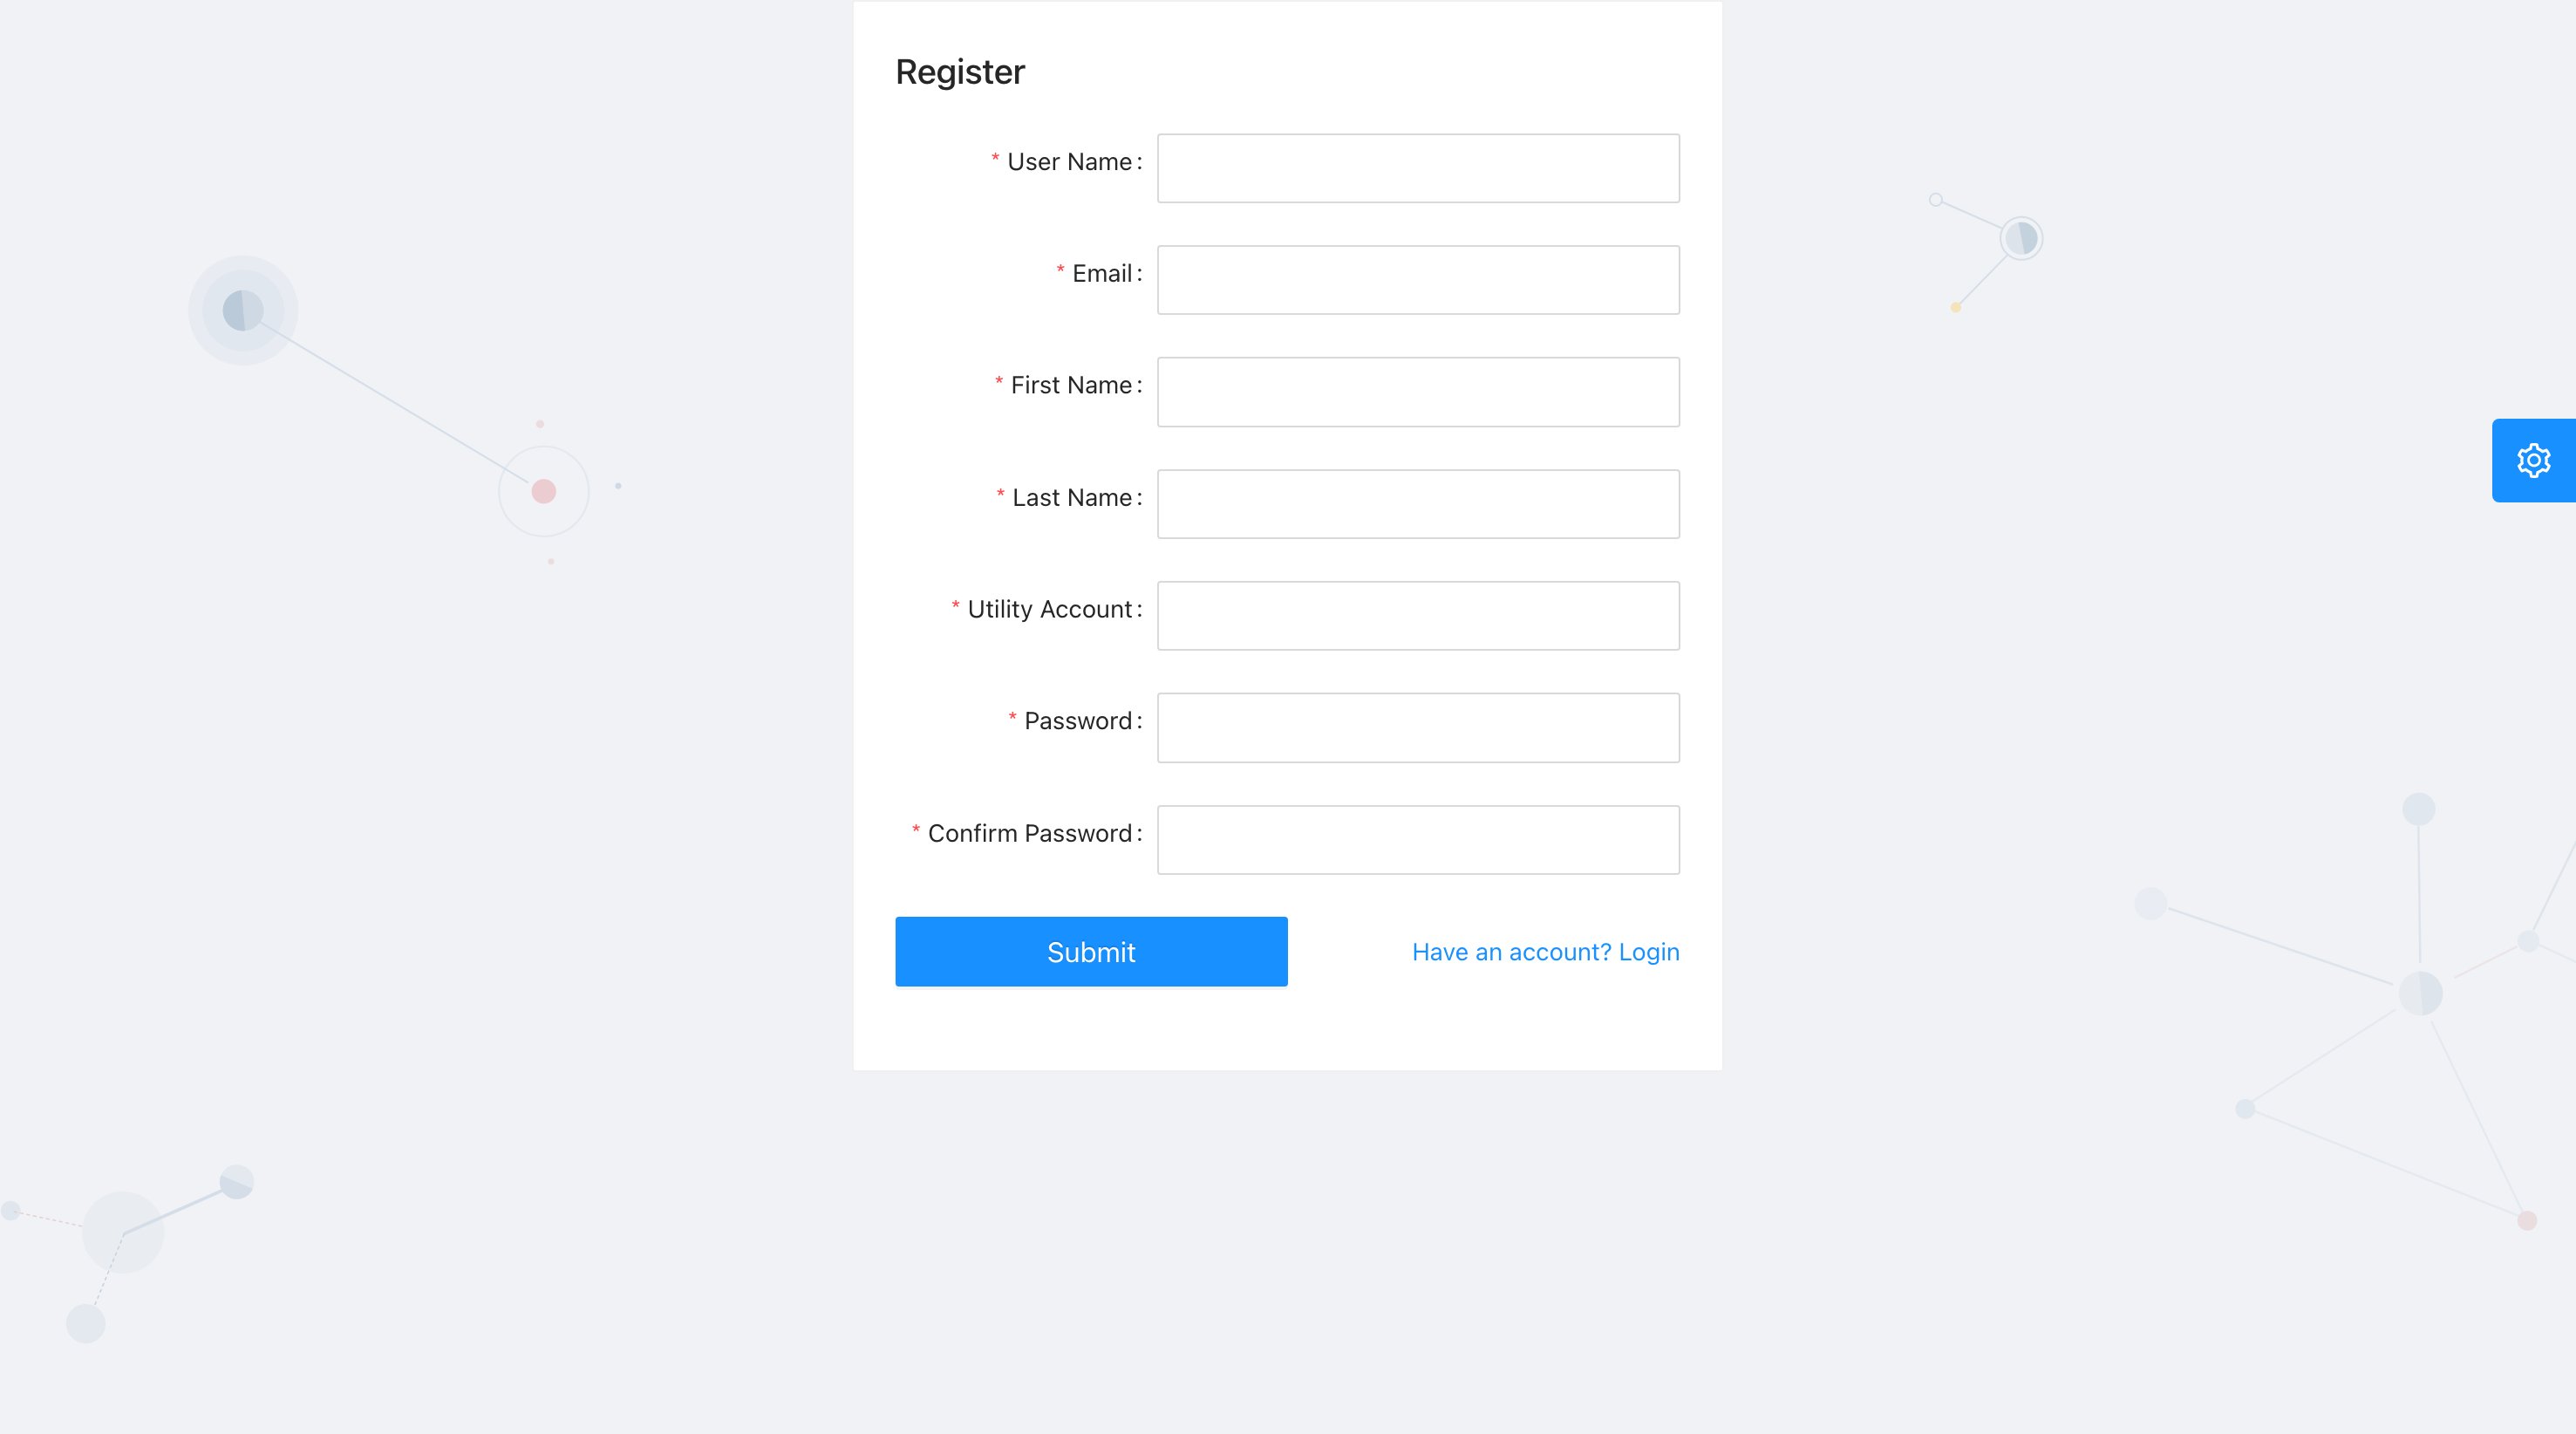 Register
* User Name:
* Email:
* First Name:
* Last Name:
* Utility Account:
* Password:
* Confirm Password:
Submit Have an account? Login